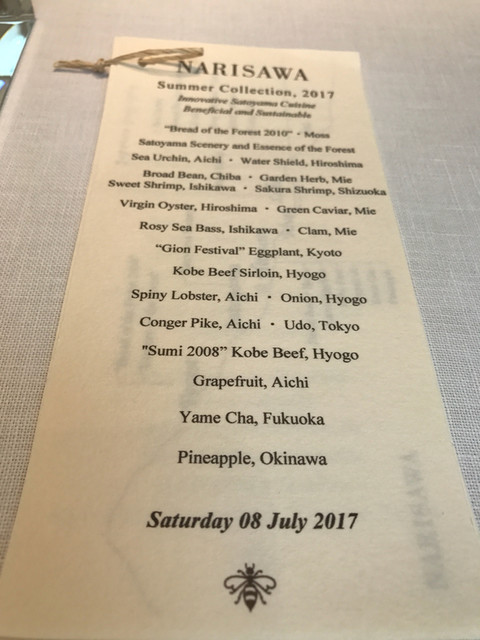 NARISAWA
Summer Collection, 2017
Innovative Satoyama Cuisine
Beneficial and Sustainable
"Bread of the Forest 2010" ・ Moss
Satoyama Scenery and Essence of the Forest
Sea Urchin, Aichi ・ Water Shield, Hiroshima
Broad Bean, Chiba ・ Garden Herb, Mie
Sweet Shrimp, Ishikawa ・ Sakura Shrimp, Shizuoka
Virgin Oyster, Hiroshima ・ Green Caviar, Mie
Rosy Sea Bass, Ishikawa ・ Clam, Mie
“Gion Festival” Eggplant, Kyoto
Kobe Beef Sirloin, Hyogo
Spiny Lobster, Aichi ・ Onion, Hyogo
Conger Pike, Aichi ・ Udo, Tokyo
"Sumi 2008” Kobe Beef, Hyogo
Grapefruit, Aichi
Yame Cha, Fukuoka
Pineapple, Okinawa
Saturday 08 July 2017
NARISAWA